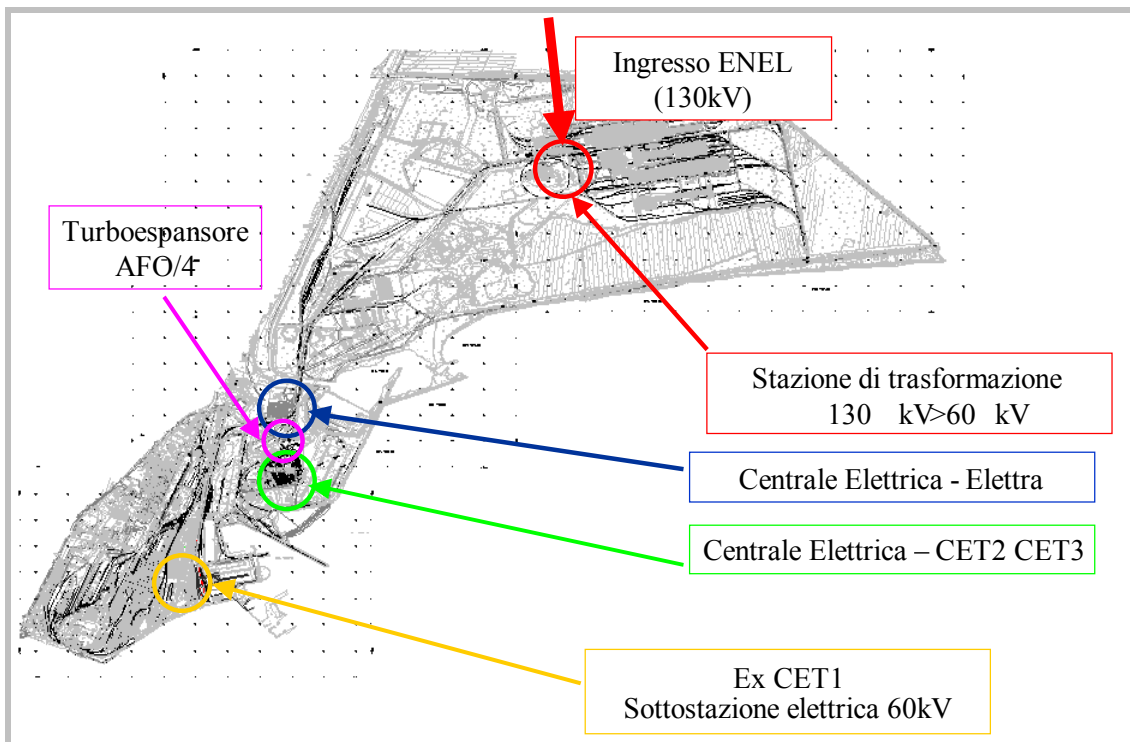 Ingresso ENEL
(130kV)
Turboespansore
AFO/4
Stazione di trasformazione
130 kV>60 kV
Centrale Elettrica - Elettra
Centrale Elettrica – CET2 CET3
Ex CET1
Sottostazione elettrica 60kV